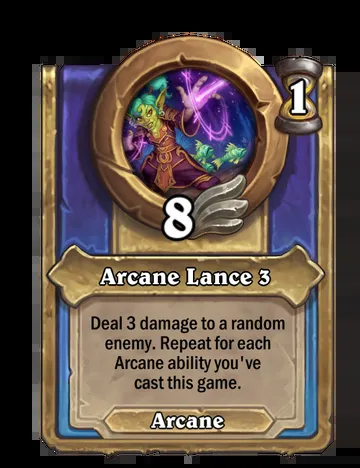 1
8
Arcane Lance 3
Deal 3 damage to a random
enemy. Repeat for each
Arcane ability you've
cast this game.
Arcane